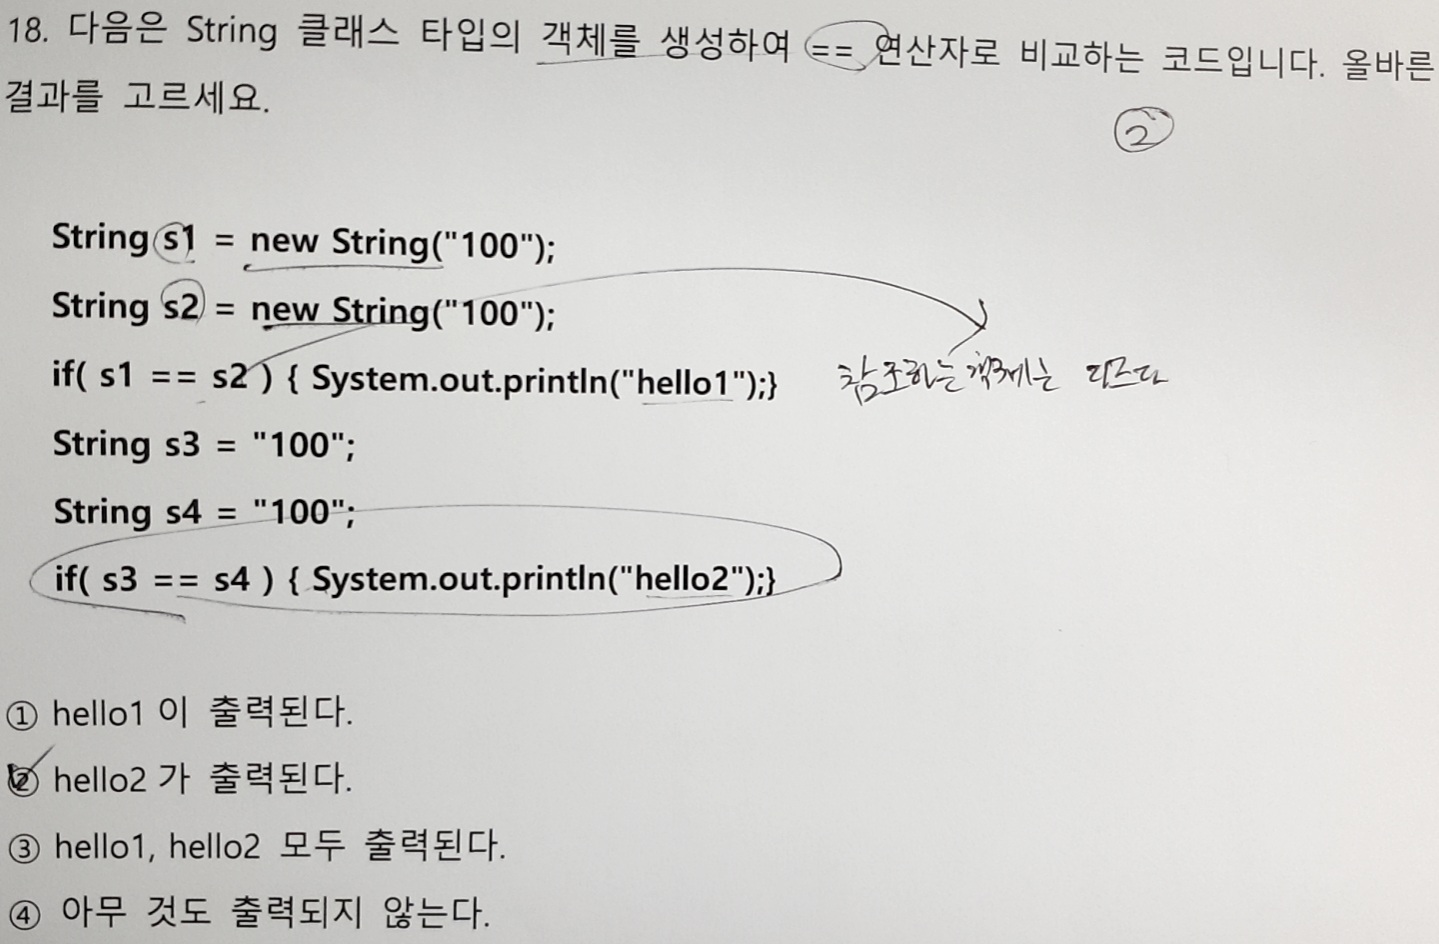 18. 다음은 String 클래스 타입의 객체를 생성하여 == 연산자로 비교하는 코드입니다. 올바른
결과를 고르세요.
②
String s1 = new String("100");
String s2 = new String("100");
if( s1 == s2 ) { System.out.println("hello1");}
참조하는 객체는 다르다
String s3 = "100";
String s4 = "100";
if( s3 == s4 ) { System.out.println("hello2");}
① hello1 이 출력된다.
② hello2 가 출력된다.
③ hello1, hello2 모두 출력된다.
④ 아무 것도 출력되지 않는다.